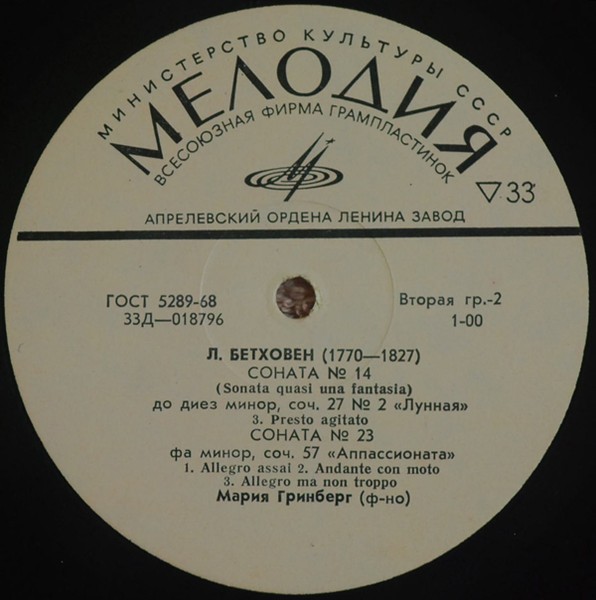 МИНИСТЕРСТВО КУЛЬТУРЫ СССР
МЕЛОДИЯ
ВСЕСОЮЗНАЯ ФИРМА ГРАМПЛАСТИНОК
33
АПРЕЛЕВСКИЙ ОРДЕНА ЛЕНИНА ЗАВОД
ГОСТ 5289-68
33Д—018796
Вторая гр.-2
1-00
Л. БЕТХОВЕН (1770—1827)
СОНАТА № 14
(Sonata quasi una fantasia)
до диез минор, соч. 27 № 2 «Лунная»
3. Presto agitato
СОНАТА № 23
фа минор, соч. 57 «Аппассионата»
1. Allegro assai 2. Andante con moto
3. Allegro ma non troppo
Мария Гринберг (ф-но)